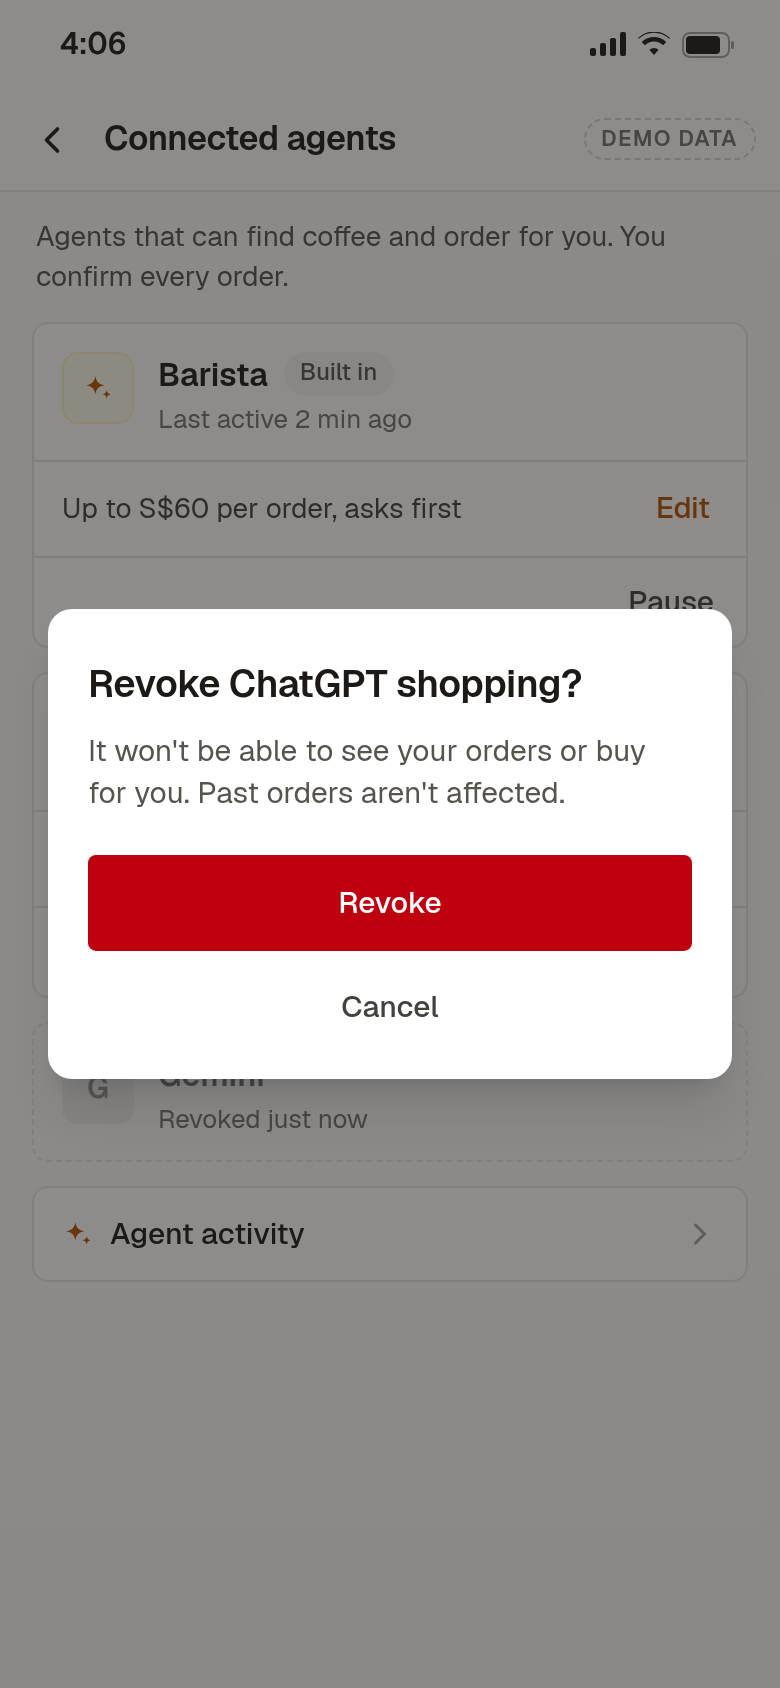 4:06
Connected agents
DEMO DATA
Agents that can find coffee and order for you. You
confirm every order.
Barista
Built in
Last active 2 min ago
Up to S$60 per order, asks first
Edit
Pause
Revoke ChatGPT shopping?
It won't be able to see your orders or buy
for you. Past orders aren't affected.
Revoke
Cancel
G
Gemini
Revoked just now
Agent activity